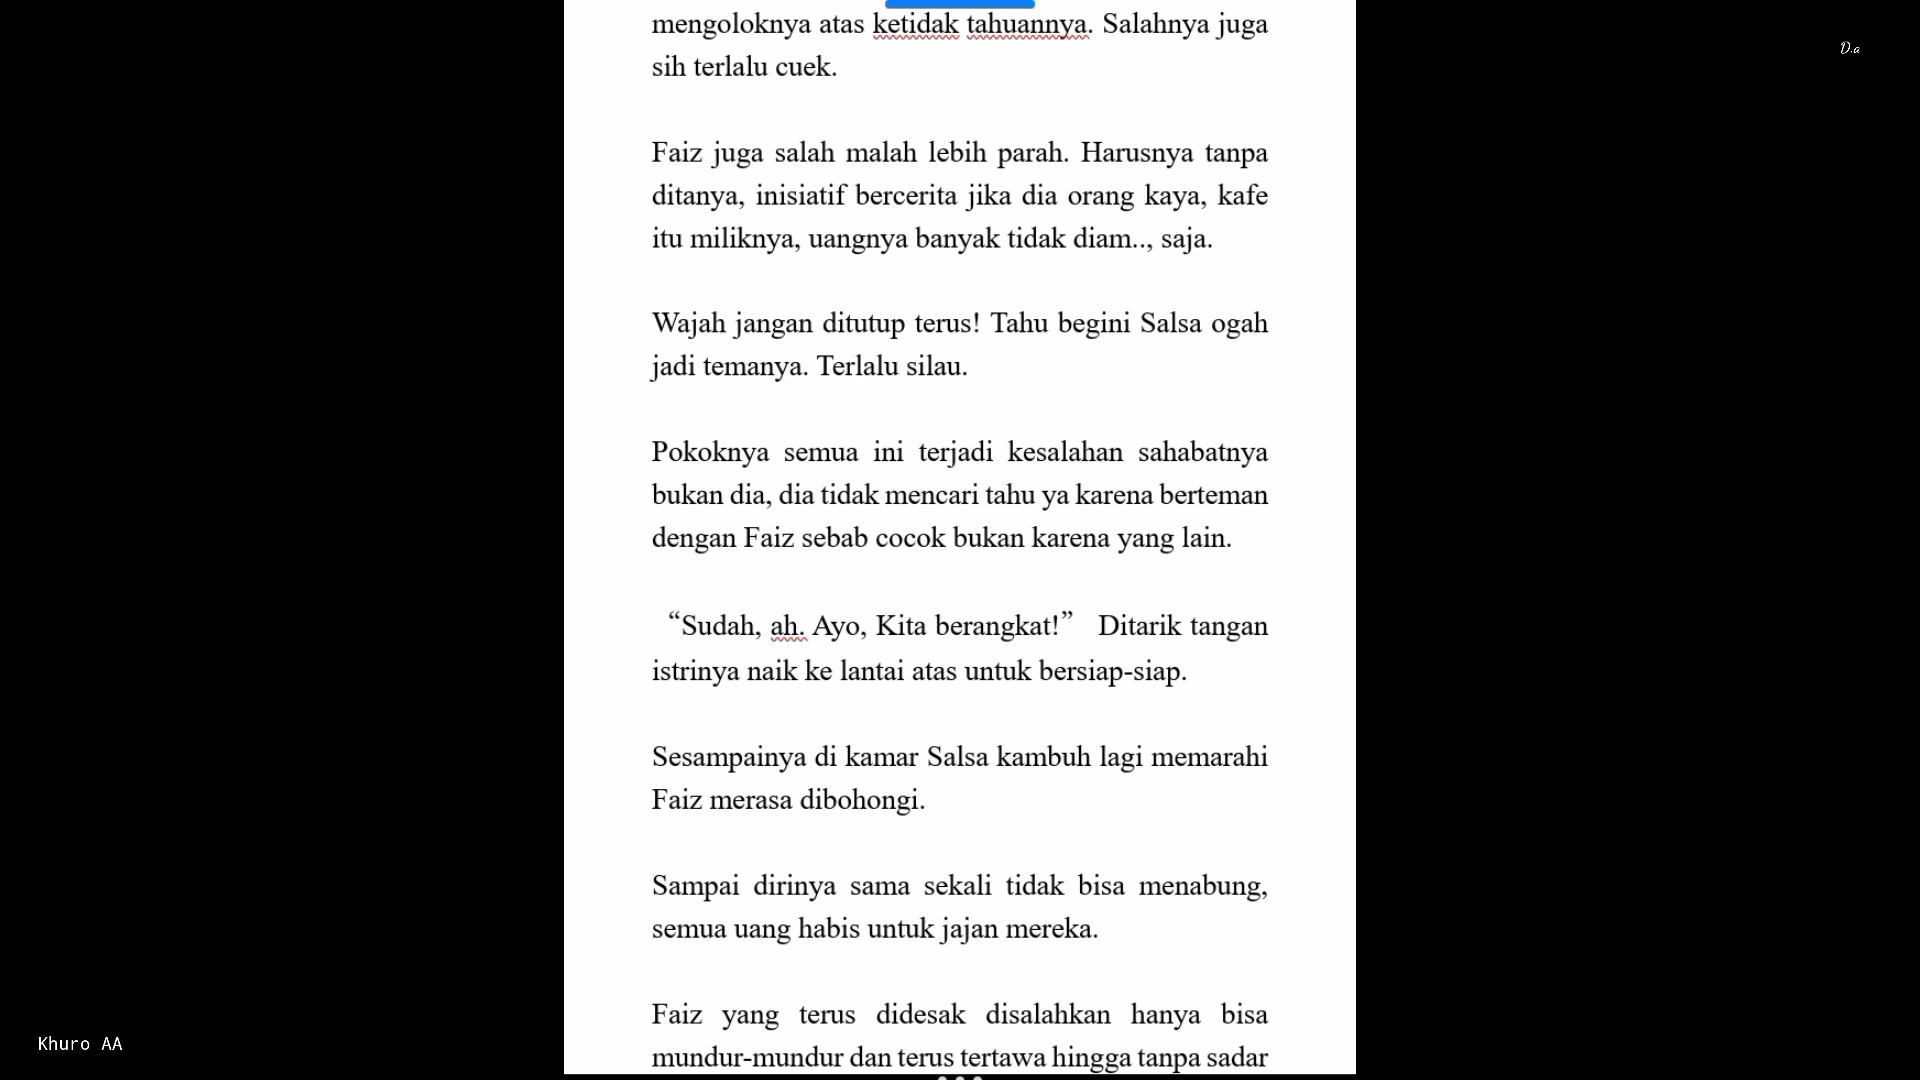 mengoloknya atas ketidak tahuannya. Salahnya juga
sih terlalu cuek.
Faiz juga salah malah lebih parah. Harusnya tanpa
ditanya, inisiatif bercerita jika dia orang kaya, kafe
itu miliknya, uangnya banyak tidak diam.., saja.
Wajah jangan ditutup terus! Tahu begini Salsa ogah
jadi temanya. Terlalu silau.
Pokoknya semua ini terjadi kesalahan sahabatnya
bukan dia, dia tidak mencari tahu ya karena berteman
dengan Faiz sebab cocok bukan karena yang lain.
“Sudah, ah. Ayo, Kita berangkat!” Ditarik tangan
istrinya naik ke lantai atas untuk bersiap-siap.
Sesampainya di kamar Salsa kambuh lagi memarahi
Faiz merasa dibohongi.
Sampai dirinya sama sekali tidak bisa menabung,
semua uang habis untuk jajan mereka.
Faiz yang terus didesak disalahkan hanya bisa
mundur-mundur dan terus tertawa hingga tanpa sadar
D.a
Khuro AA